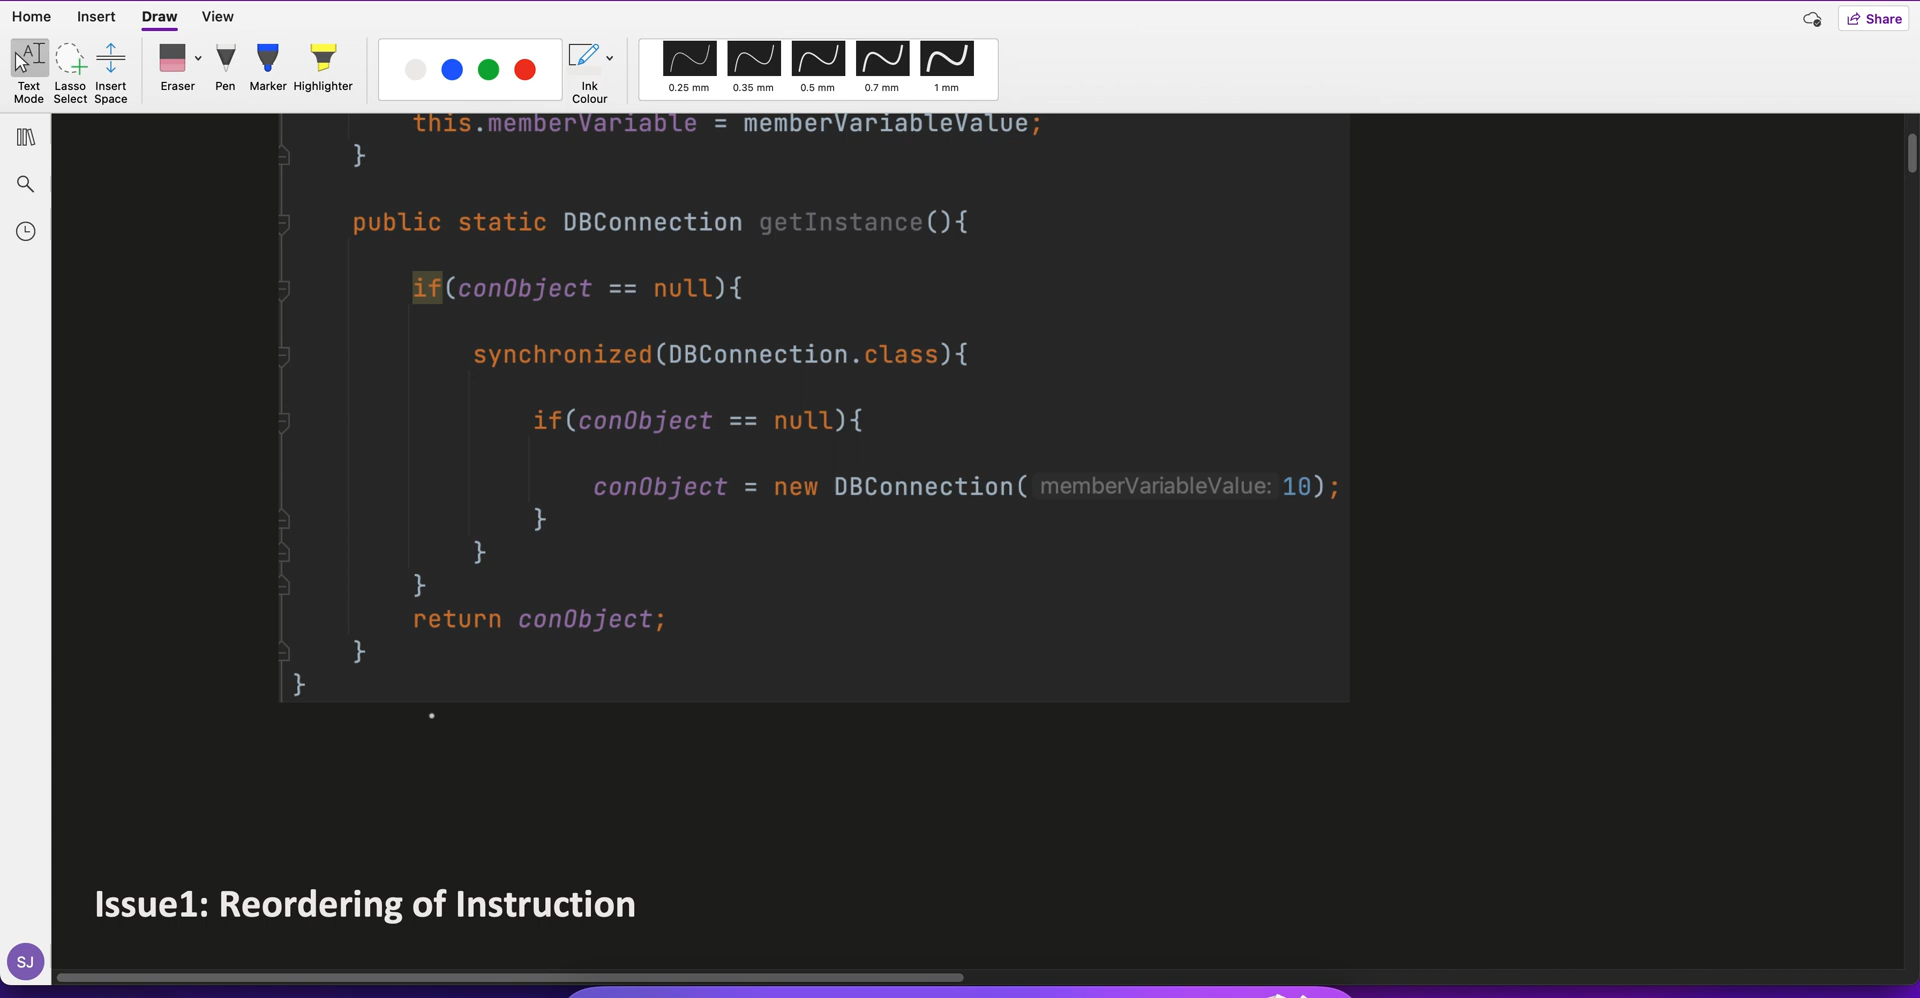 Home Insert Draw View
Share
Text Mode
Lasso Select
Insert Space
Eraser
Pen
Marker
Highlighter
Ink Colour
0.25 mm
0.35 mm
0.5 mm
0.7 mm
1 mm
this.memberVariable = memberVariableValue;
}
public static DBConnection getInstance(){
if(conObject == null){
synchronized(DBConnection.class){
if(conObject == null){
conObject = new DBConnection( memberVariableValue: 10);
}
}
}
return conObject;
}
}
Issue1: Reordering of Instruction
SJ